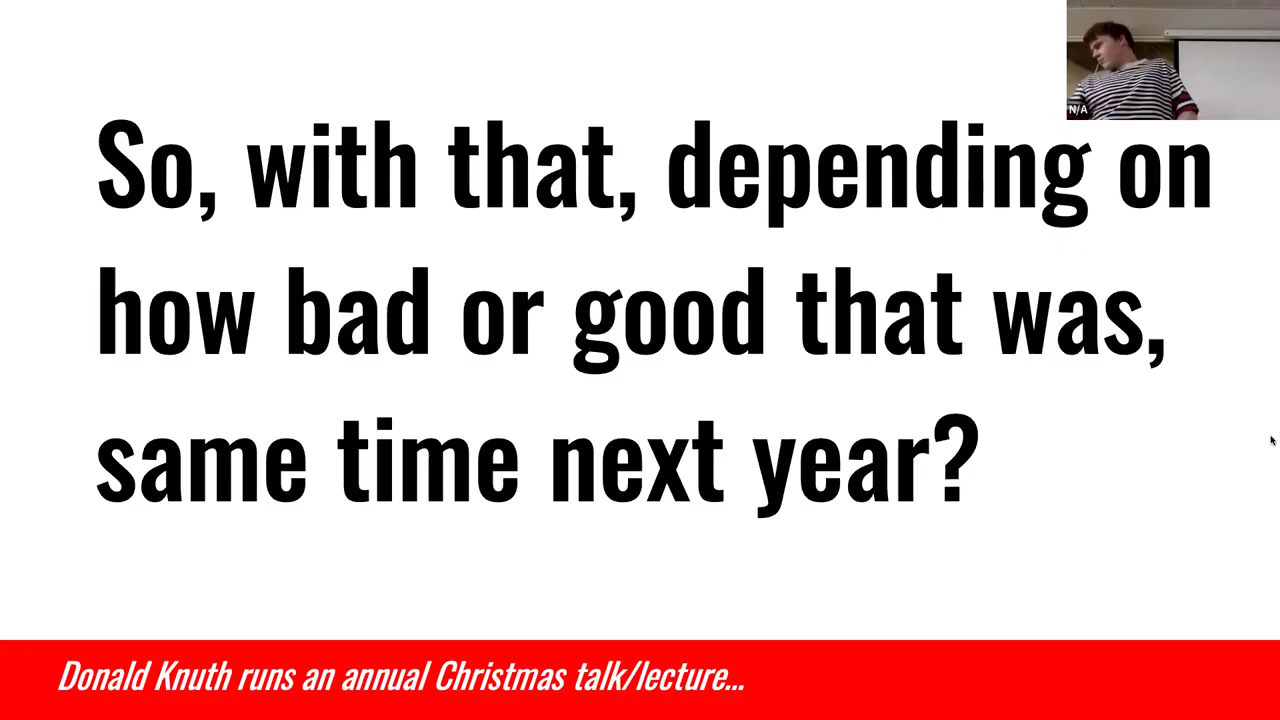 N/A
So, with that, depending on
how bad or good that was,
same time next year?
Donald Knuth runs an annual Christmas talk/lecture...